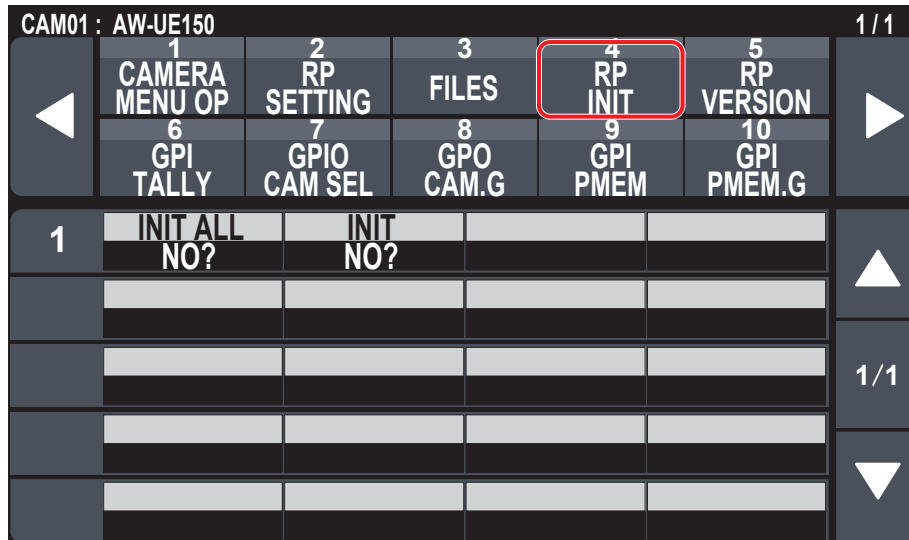 CAM01 : AW-UE150 1 / 1
1 2 3 4 5
CAMERA MENU OP RP SETTING FILES RP INIT RP VERSION
6 7 8 9 10
GPI TALLY GPIO CAM SEL GPO CAM.G GPI PMEM GPI PMEM.G
1 INIT ALL INIT
NO? NO?
1/1